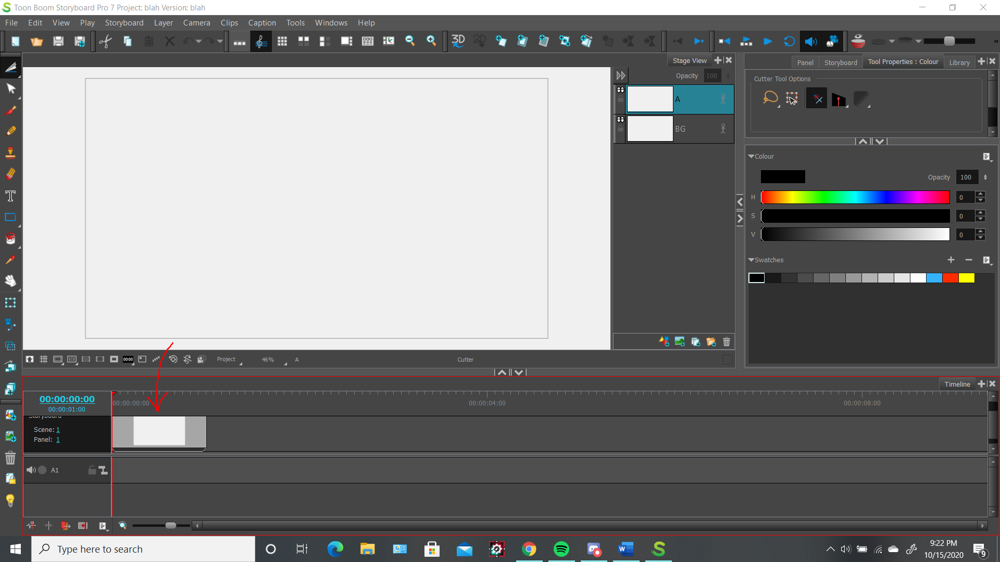 Toon Boom Storyboard Pro 7 Project: blah Version: blah
File Edit View Play Storyboard Layer Camera Clips Caption Tools Windows Help
3D 2D
Stage View
Opacity 100
A
BG
Panel Storyboard Tool Properties : Colour Library
Cutter Tool Options
Colour
Opacity 100
H 0
S 0
V 0
Swatches
T
00:00 Project 46% A Cutter
Timeline
00:00:00:00
00:00:01:00
00:00:00:00 00:00:04:00 00:00:08:00
Storyboard
Scene: 1
Panel: 1
A1
Type here to search
9:22 PM
10/15/2020
9